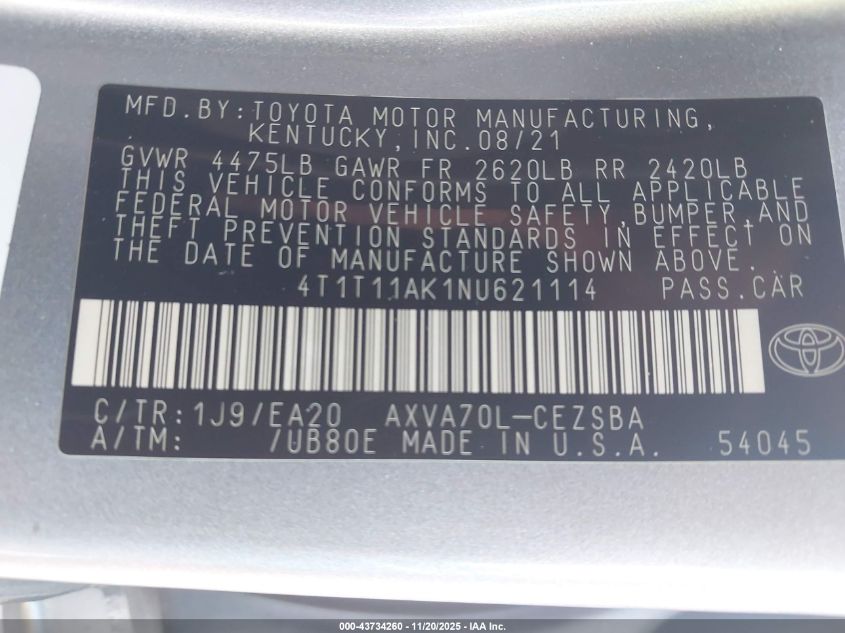 MFD.BY:TOYOTA MOTOR MANUFACTURING,
KENTUCKY,INC.08/21
GVWR 4475LB GAWR FR 2620LB RR 2420LB
THIS VEHICLE CONFORMS TO ALL APPLICABLE
FEDERAL MOTOR VEHICLE SAFETY,BUMPER,AND
THEFT PREVENTION STANDARDS IN EFFECT ON
THE DATE OF MANUFACTURE SHOWN ABOVE.
4T1T11AK1NU621114 PASS.CAR
C/TR:1J9/EA20 AXVA70L-CEZSBA
A/TM: /UB80E MADE IN U.S.A. 54045
000-43734260 - 11/20/2025 - IAA Inc.